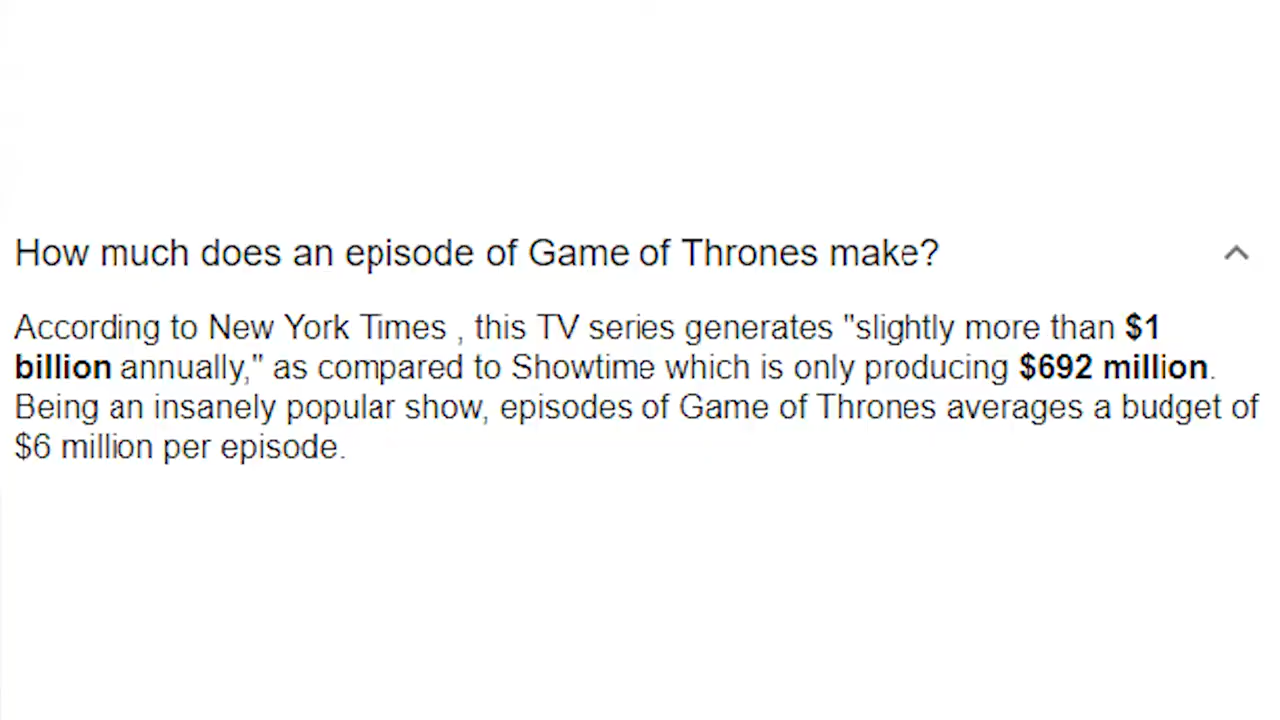 How much does an episode of Game of Thrones make?
According to New York Times , this TV series generates "slightly more than $1
billion annually," as compared to Showtime which is only producing $692 million.
Being an insanely popular show, episodes of Game of Thrones averages a budget of
$6 million per episode.